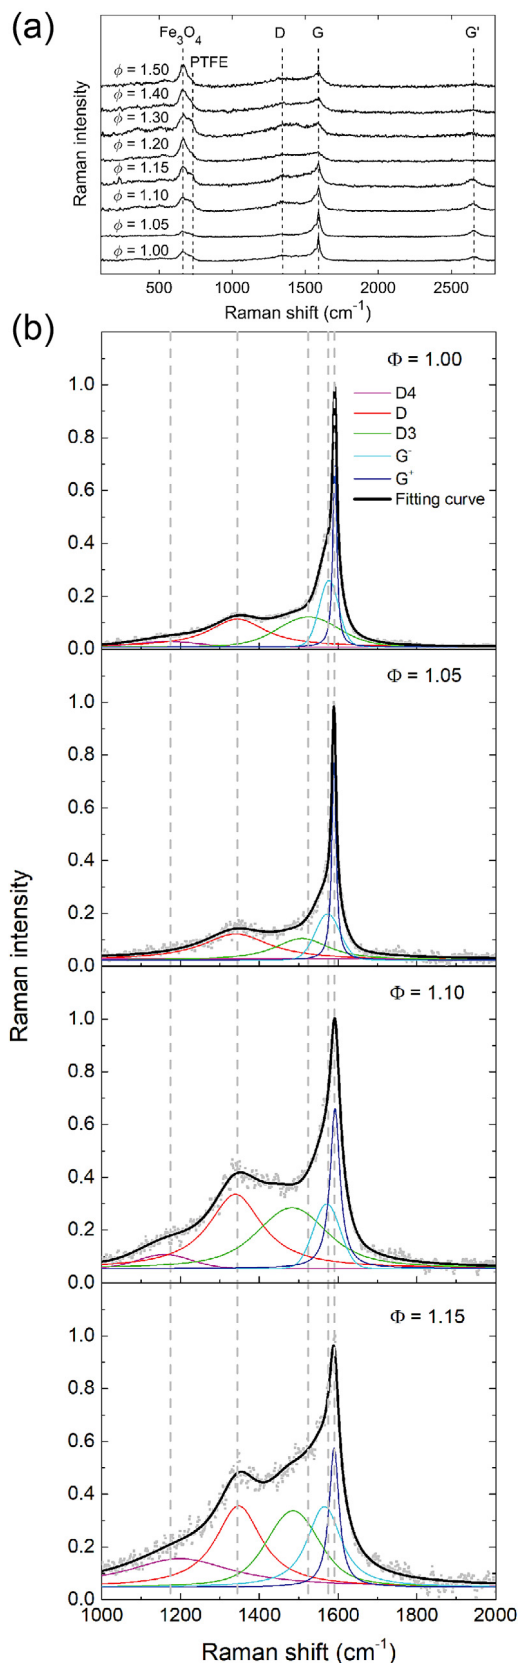 (a)
Fe3O4 D G G'
PTFE
ϕ = 1.50
ϕ = 1.40
ϕ = 1.30
ϕ = 1.20
ϕ = 1.15
ϕ = 1.10
ϕ = 1.05
ϕ = 1.00
Raman intensity
500 1000 1500 2000 2500
Raman shift (cm-1)
(b)
Φ = 1.00
D4
D
D3
G-
G+
Fitting curve
1.0
0.8
0.6
0.4
0.2
0.0
Φ = 1.05
1.0
0.8
0.6
0.4
0.2
0.0
Raman intensity
Φ = 1.10
1.0
0.8
0.6
0.4
0.2
0.0
Φ = 1.15
1.0
0.8
0.6
0.4
0.2
0.0
1000 1200 1400 1600 1800 2000
Raman shift (cm-1)